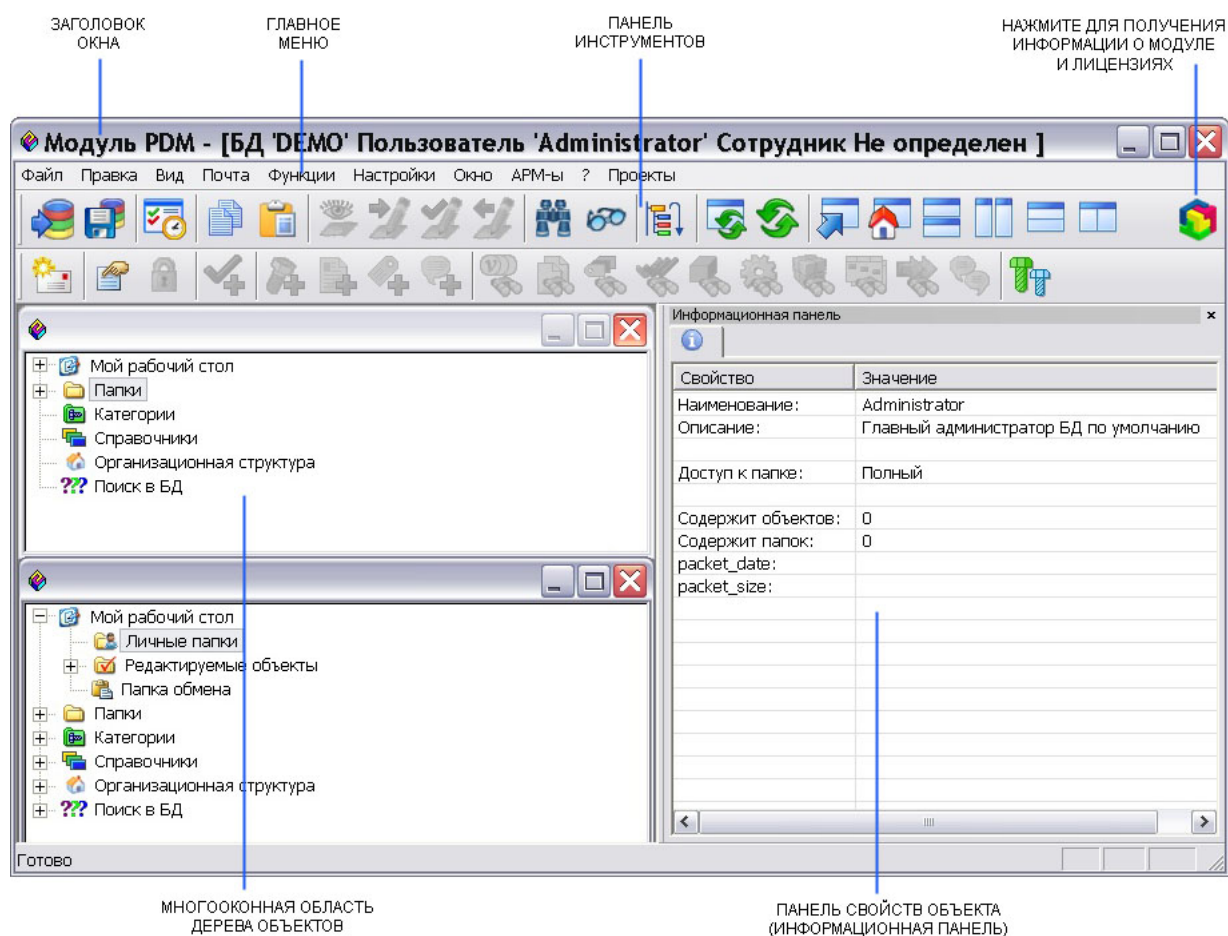 ЗАГОЛОВОК
ОКНА
ГЛАВНОЕ
МЕНЮ
ПАНЕЛЬ
ИНСТРУМЕНТОВ
НАЖМИТЕ ДЛЯ ПОЛУЧЕНИЯ
ИНФОРМАЦИИ О МОДУЛЕ
И ЛИЦЕНЗИЯХ
Модуль PDM - [БД 'DEMO' Пользователь 'Administrator' Сотрудник Не определен ]
Файл Правка Вид Почта Функции Настройки Окно АРМ-ы ? Проекты
Мой рабочий стол
Папки
Категории
Справочники
Организационная структура
??? Поиск в БД
Мой рабочий стол
Личные папки
Редактируемые объекты
Папка обмена
Папки
Категории
Справочники
Организационная структура
??? Поиск в БД
Информационная панель
Свойство Значение
Наименование: Administrator
Описание: Главный администратор БД по умолчанию
Доступ к папке: Полный
Содержит объектов: 0
Содержит папок: 0
packet_date:
packet_size:
Готово
МНОГООКОННАЯ ОБЛАСТЬ
ДЕРЕВА ОБЪЕКТОВ
ПАНЕЛЬ СВОЙСТВ ОБЪЕКТА
(ИНФОРМАЦИОННАЯ ПАНЕЛЬ)